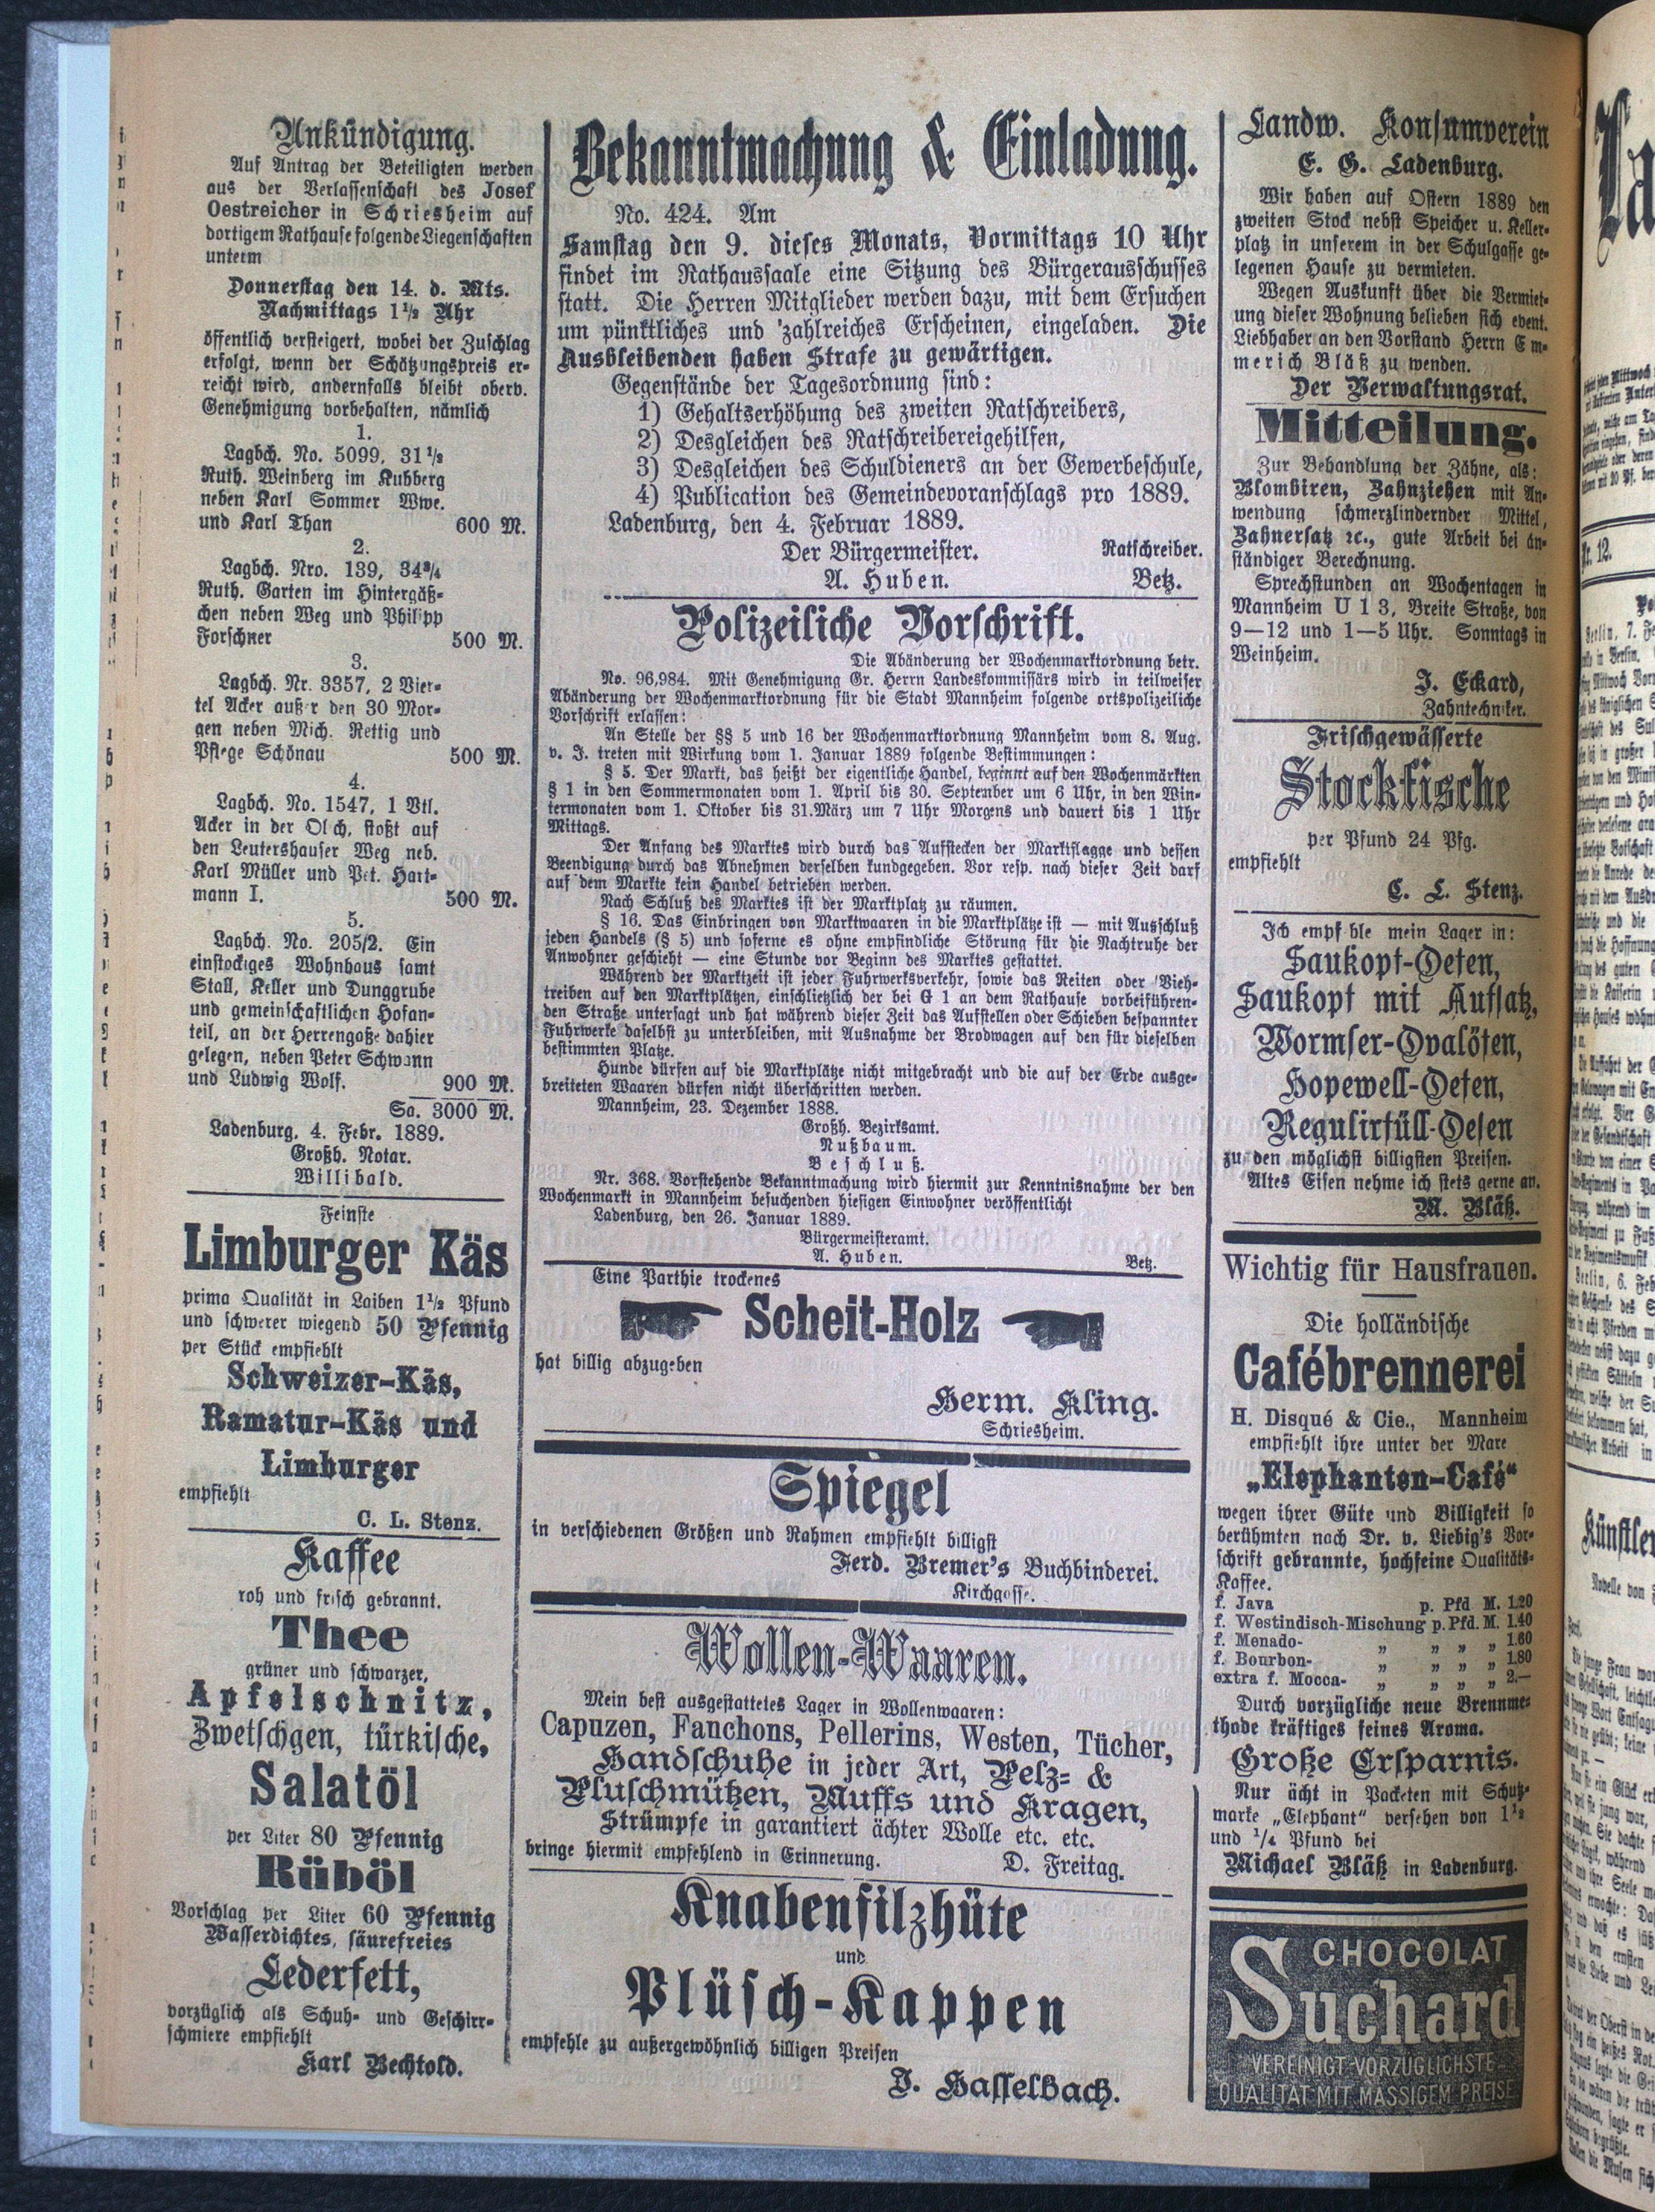 Ankündigung.
Auf Antrag der Beteiligten werden
aus der Verlassenschaft des Josef
Oestreicher in Schriesheim auf
dortigem Rathause folgende Liegenschaften
unterm
Donnerstag den 14. d. Mts.
Nachmittags 1½ Uhr
öffentlich versteigert, wobei der Zuschlag
erfolgt, wenn der Schätzungspreis er-
reicht wird, andernfalls bleibt oberv.
Genehmigung vorbehalten, nämlich
1.
Lagbch. No. 5099, 31½
Ruth. Weinberg im Kuhberg
neben Karl Sommer Wwe.
und Karl Than 600 M.
2.
Lagbch. Nro. 139, 34¾
Ruth. Garten im Hintergäß-
chen neben Weg und Philipp
Forschner 500 M.
3.
Lagbch. Nr. 3357, 2 Vier-
tel Acker außer den 30 Mor-
gen neben Mich. Rettig und
Pflege Schönau 500 M.
4.
Lagbch. No. 1547, 1 Vtl.
Acker in der Olch, stoßt auf
den Leutershauser Weg neb.
Karl Müller und Pet. Hart-
mann I. 500 M.
5.
Lagbch. No. 205/2. Ein
einstockiges Wohnhaus samt
Stall, Keller und Dunggrube
und gemeinschaftlichen Hofan-
teil, an der Herrengaße dahier
gelegen, neben Peter Schwann
und Ludwig Wolf. 900 M.
Sa. 3000 M.
Ladenburg, 4. Febr. 1889.
Großh. Notar.
Willibald.
Feinste
Limburger Käs
prima Qualität in Laiben 1½ Pfund
und schwerer wiegend 50 Pfennig
per Stück empfiehlt
Schweizer-Käs,
Ramatur-Käs und
Limburger
empfiehlt
C. L. Stenz.
Kaffee
roh und frisch gebrannt.
Thee
grüner und schwarzer,
Apfelschnitz,
Zwetschgen, türkische,
Salatöl
per Liter 80 Pfennig
Rüböl
Vorschlag per Liter 60 Pfennig
Wasserdichtes, säurefreies
Lederfett,
vorzüglich als Schuh- und Geschirr-
schmiere empfiehlt
Karl Bechtold.
Bekanntmachung & Einladung.
No. 424. Am
Samstag den 9. dieses Monats, Vormittags 10 Uhr
findet im Rathaussaale eine Sitzung des Bürgerausschusses
statt. Die Herren Mitglieder werden dazu, mit dem Ersuchen
um pünktliches und zahlreiches Erscheinen, eingeladen. Die
Ausbleibenden haben Strafe zu gewärtigen.
Gegenstände der Tagesordnung sind:
1) Gehaltserhöhung des zweiten Ratschreibers,
2) Desgleichen des Ratschreibereigehilfen,
3) Desgleichen des Schuldieners an der Gewerbeschule,
4) Publication des Gemeindevoranschlags pro 1889.
Ladenburg, den 4. Februar 1889.
Der Bürgermeister. Ratschreiber.
A. Huben. Betz.
Polizeiliche Vorschrift.
Die Abänderung der Wochenmarktordnung betr.
No. 96,984. Mit Genehmigung Gr. Herrn Landeskommissärs wird in teilweiser
Abänderung der Wochenmarktordnung für die Stadt Mannheim folgende ortspolizeiliche
Vorschrift erlassen:
An Stelle der §§ 5 und 16 der Wochenmarktordnung Mannheim vom 8. Aug.
v. J. treten mit Wirkung vom 1. Januar 1889 folgende Bestimmungen:
§ 5. Der Markt, das heißt der eigentliche Handel, beginnt auf den Wochenmärkten
§ 1 in den Sommermonaten vom 1. April bis 30. September um 6 Uhr, in den Win-
termonaten vom 1. Oktober bis 31.März um 7 Uhr Morgens und dauert bis 1 Uhr
Mittags.
Der Anfang des Marktes wird durch das Aufstecken der Marktflagge und dessen
Beendigung durch das Abnehmen derselben kundgegeben. Vor resp. nach dieser Zeit darf
auf dem Markte kein Handel betrieben werden.
Nach Schluß des Marktes ist der Marktplatz zu räumen.
§ 16. Das Einbringen von Marktwaaren in die Marktplätze ist — mit Ausschluß
jeden Handels (§ 5) und soferne es ohne empfindliche Störung für die Nachtruhe der
Anwohner geschieht — eine Stunde vor Beginn des Marktes gestattet.
Während der Marktzeit ist jeder Fuhrwerksverkehr, sowie das Reiten oder Vieh-
treiben auf den Marktplätzen, einschließlich der bei G 1 an dem Rathause vorbeiführen-
den Straße untersagt und hat während dieser Zeit das Aufstellen oder Schieben bespannter
Fuhrwerke daselbst zu unterbleiben, mit Ausnahme der Brodwagen auf den für dieselben
bestimmten Platze.
Hunde dürfen auf die Marktplätze nicht mitgebracht und die auf der Erde ausge-
breiteten Waaren dürfen nicht überschritten werden.
Mannheim, 23. Dezember 1888.
Großh. Bezirksamt.
Nußbaum.
Beschluß.
Nr. 368. Vorstehende Bekanntmachung wird hiermit zur Kenntnisnahme der den
Wochenmarkt in Mannheim besuchenden hiesigen Einwohner veröffentlicht
Ladenburg, den 26. Januar 1889.
Bürgermeisteramt.
A. Huben. Betz.
Eine Parthie trockenes
Scheit-Holz
hat billig abzugeben
Herm. Kling.
Schriesheim.
Spiegel
in verschiedenen Größen und Rahmen empfiehlt billigst
Ferd. Bremer's Buchbinderei.
Kirchgasse.
Wollen-Waaren.
Mein best ausgestattetes Lager in Wollenwaaren:
Capuzen, Fanchons, Pellerins, Westen, Tücher,
Handschuhe in jeder Art, Pelz- &
Pluschmützen, Muffs und Kragen,
Strümpfe in garantiert ächter Wolle etc. etc.
bringe hiermit empfehlend in Erinnerung. D. Freitag.
Knabenfilzhüte
und
Plüsch-Kappen
empfehle zu außergewöhnlich billigen Preisen
J. Hasselbach.
Landw. Konsumverein
E. G. Ladenburg.
Wir haben auf Ostern 1889 den
zweiten Stock nebst Speicher u. Keller-
platz in unserem in der Schulgasse ge-
legenen Hause zu vermieten.
Wegen Auskunft über die Vermiet-
ung dieser Wohnung belieben sich event.
Liebhaber an den Vorstand Herrn Em-
merich Bläß zu wenden.
Der Verwaltungsrat.
Mitteilung.
Zur Behandlung der Zähne, als:
Blombiren, Zahnziehen mit An-
wendung schmerzlindernder Mittel,
Zahnersatz ꝛc., gute Arbeit bei an-
ständiger Berechnung.
Sprechstunden an Wochentagen in
Mannheim U 1 3, Breite Straße, von
9—12 und 1—5 Uhr. Sonntags in
Weinheim.
J. Eckard,
Zahntechniker.
Frischgewässerte
Stockfische
per Pfund 24 Pfg.
empfiehlt
C. L. Stenz.
Ich empfehle mein Lager in:
Saukopf-Oefen,
Saukopf mit Aufsatz,
Wormser-Ovalöfen,
Hopewell-Oefen,
Regulirfüll-Oefen
zu den möglichst billigsten Preisen.
Altes Eisen nehme ich stets gerne an.
M. Bläß.
Wichtig für Hausfrauen.
Die holländische
Cafébrennerei
H. Disqué & Cie., Mannheim
empfiehlt ihre unter der Mare
„Elephanten-Café“
wegen ihrer Güte und Billigkeit so
berühmten nach Dr. v. Liebig's Vor-
schrift gebrannte, hochfeine Qualitäts-
Kaffee.
f. Java p. Pfd M. 1.20
f. Westindisch-Mischung p. Pfd. M. 1.40
f. Menado- „ „ „ „ 1.60
f. Bourbon- „ „ „ „ 1.80
extra f. Mocca- „ „ „ „ 2.—
Durch vorzügliche neue Brennme-
thode kräftiges feines Aroma.
Große Ersparnis.
Nur ächt in Packeten mit Schutz-
marke „Elephant“ versehen von 1 ½
und ¼ Pfund bei
Michael Bläß in Ladenburg.
CHOCOLAT
Suchard
VEREINIGT VORZÜGLICHSTE
QUALITÄT MIT MÄSSIGEM PREISE
Nr. 12.